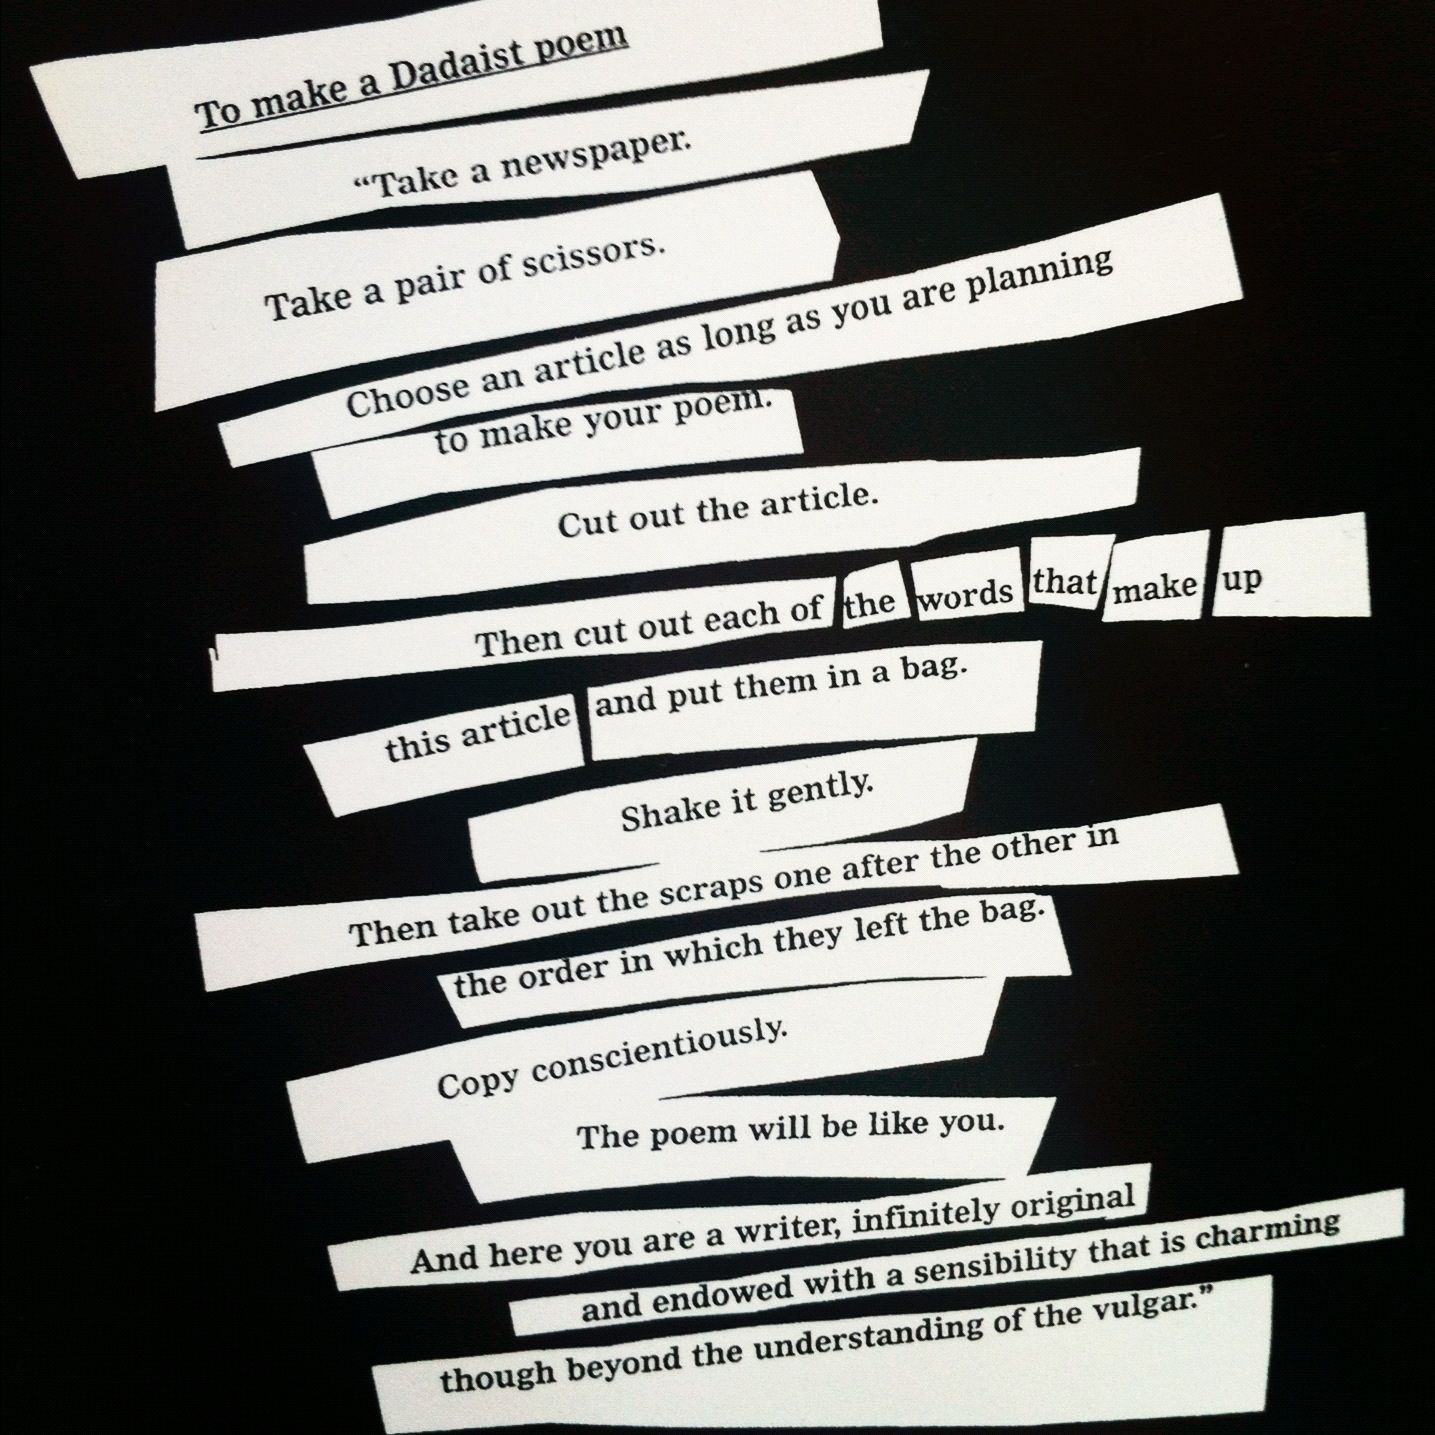 To make a Dadaist poem
“Take a newspaper.
Take a pair of scissors.
Choose an article as long as you are planning
to make your poem.
Cut out the article.
Then cut out each of the words that make up
this article and put them in a bag.
Shake it gently.
Then take out the scraps one after the other in
the order in which they left the bag.
Copy conscientiously.
The poem will be like you.
And here you are a writer, infinitely original
and endowed with a sensibility that is charming
though beyond the understanding of the vulgar.”